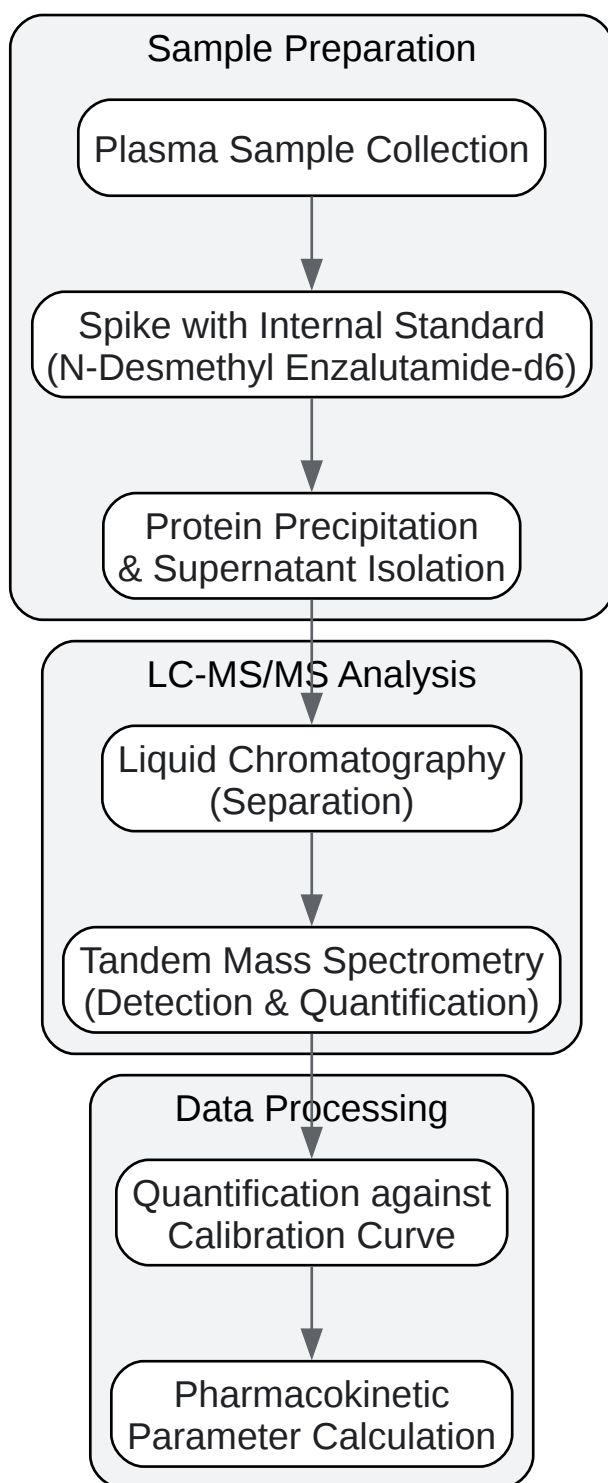 Sample Preparation
Plasma Sample Collection
Spike with Internal Standard
(N-Desmethyl Enzalutamide-d6)
Protein Precipitation
& Supernatant Isolation
LC-MS/MS Analysis
Liquid Chromatography
(Separation)
Tandem Mass Spectrometry
(Detection & Quantification)
Data Processing
Quantification against
Calibration Curve
Pharmacokinetic
Parameter Calculation